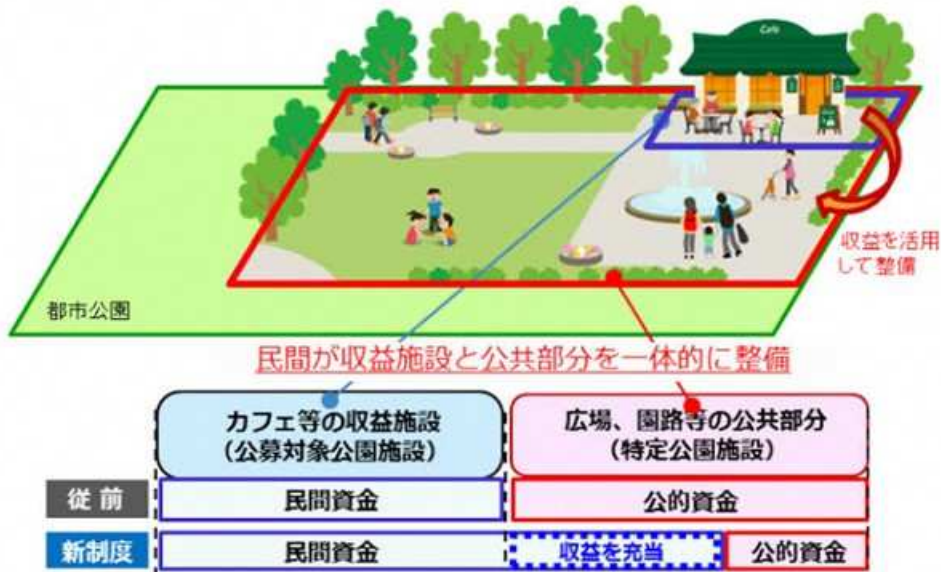 Cafe
収益を活用
して整備
都市公園
民間が収益施設と公共部分を一体的に整備
カフェ等の収益施設
(公募対象公園施設)
広場、園路等の公共部分
(特定公園施設)
従前
民間資金
公的資金
新制度
民間資金
収益を充当
公的資金